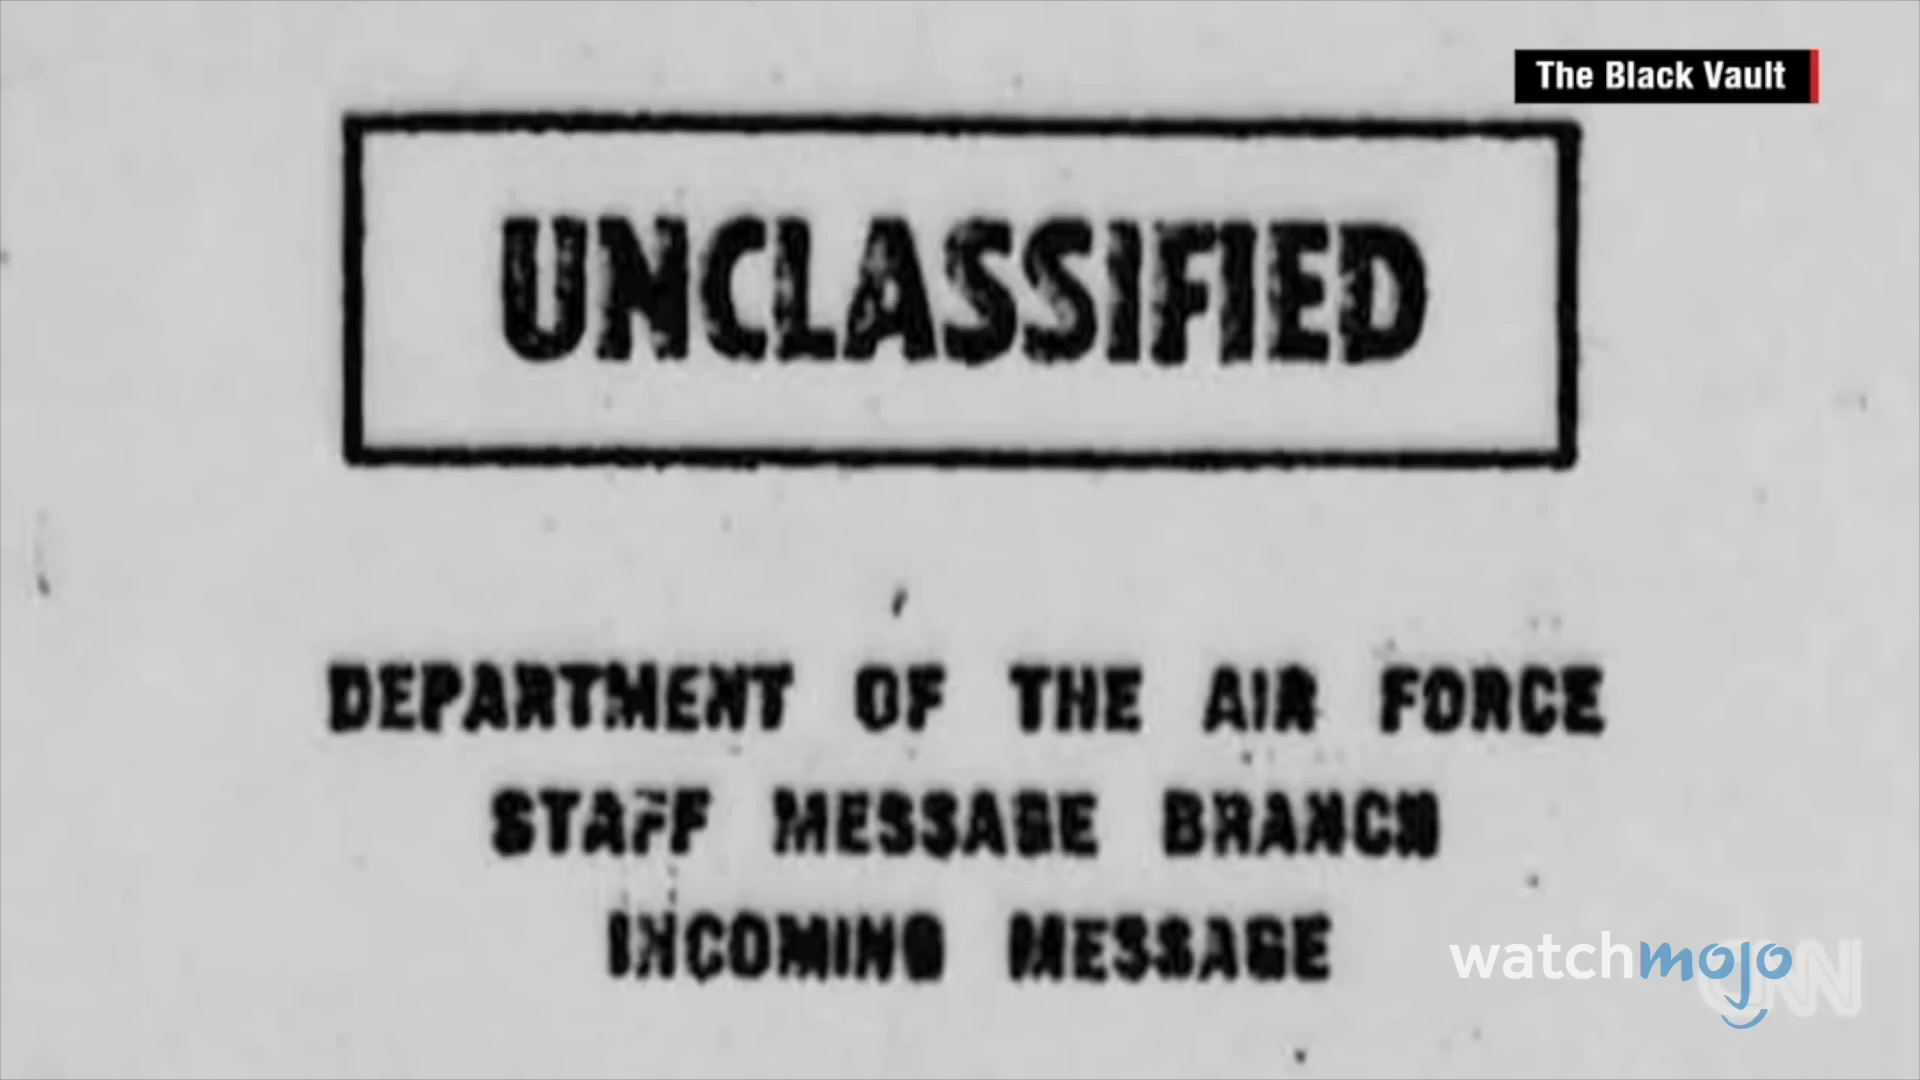 The Black Vault
UNCLASSIFIED
DEPARTMENT OF THE AIR FORCE
STAFF MESSAGE BRANCH
INCOMING MESSAGE
watchmojo
CNN